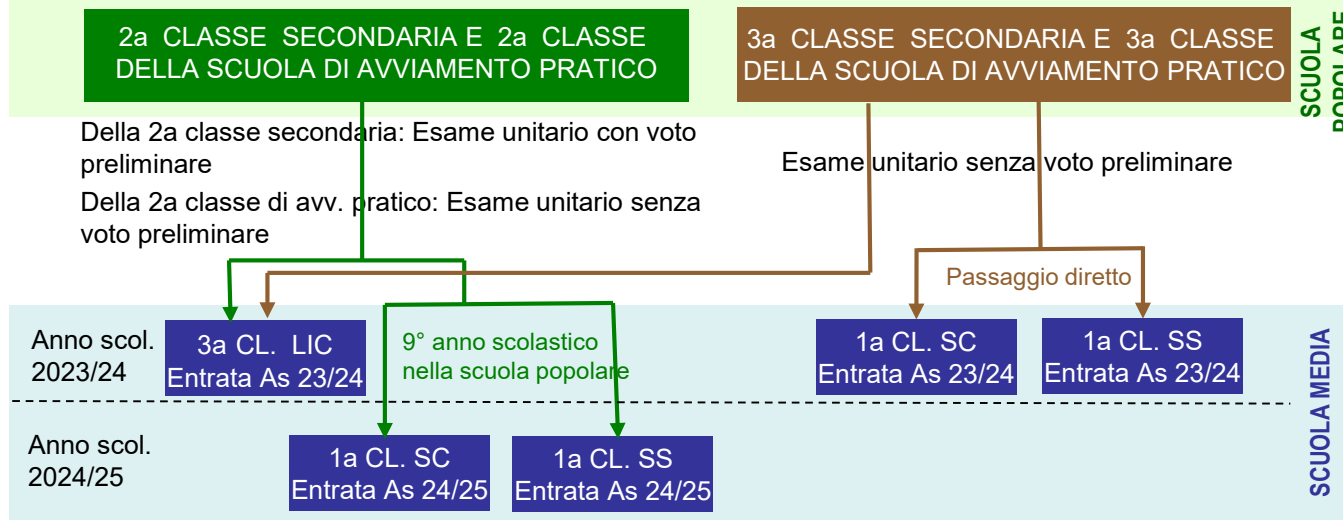 2a CLASSE SECONDARIA E 2a CLASSE
DELLA SCUOLA DI AVVIAMENTO PRATICO
3a CLASSE SECONDARIA E 3a CLASSE
DELLA SCUOLA DI AVVIAMENTO PRATICO
SCUOLA
POPOLARE
Della 2a classe secondaria: Esame unitario con voto
preliminare
Della 2a classe di avv. pratico: Esame unitario senza
voto preliminare
Esame unitario senza voto preliminare
Passaggio diretto
Anno scol.
2023/24
3a CL. LIC
Entrata As 23/24
9° anno scolastico
nella scuola popolare
1a CL. SC
Entrata As 23/24
1a CL. SS
Entrata As 23/24
Anno scol.
2024/25
1a CL. SC
Entrata As 24/25
1a CL. SS
Entrata As 24/25
SCUOLA MEDIA